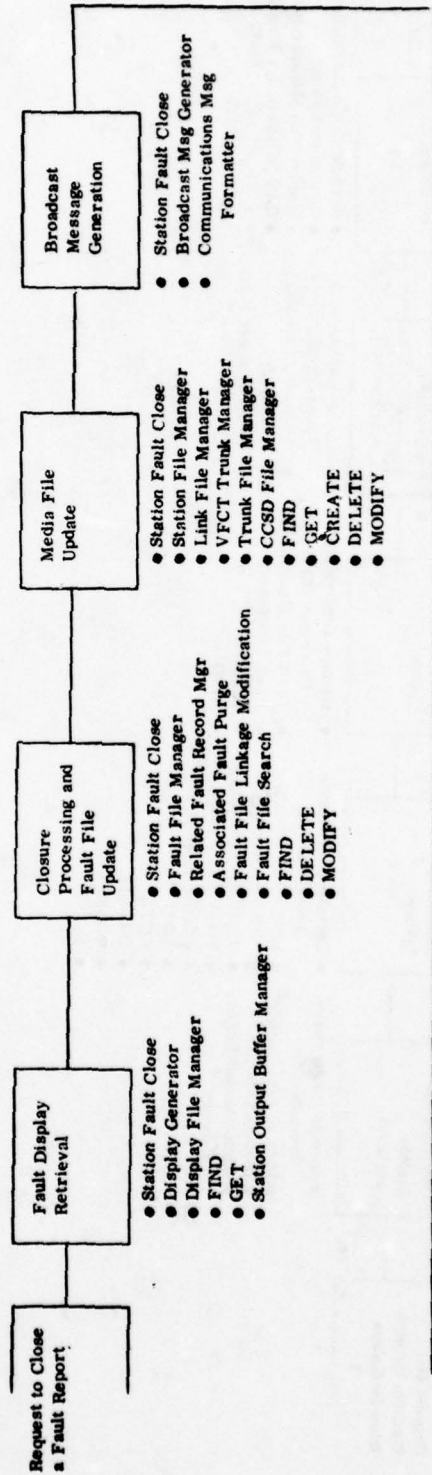 Request to Close
a Fault Report
Fault Display
Retrieval
• Station Fault Close
• Display Generator
• Display File Manager
• FIND
• GET
• Station Output Buffer Manager
Closure
Processing and
Fault File
Update
• Station Fault Close
• Fault File Manager
• Related Fault Record Mgr
• Associated Fault Purge
• Fault File Linkage Modification
• Fault File Search
• FIND
• DELETE
• MODIFY
Media File
Update
• Station Fault Close
• Station File Manager
• Link File Manager
• VFCT Trunk Manager
• Trunk File Manager
• CCSD File Manager
• FIND
• GET
• CREATE
• DELETE
• MODIFY
Broadcast
Message
Generation
• Station Fault Close
• Broadcast Msg Generator
• Communications Msg
Formatter